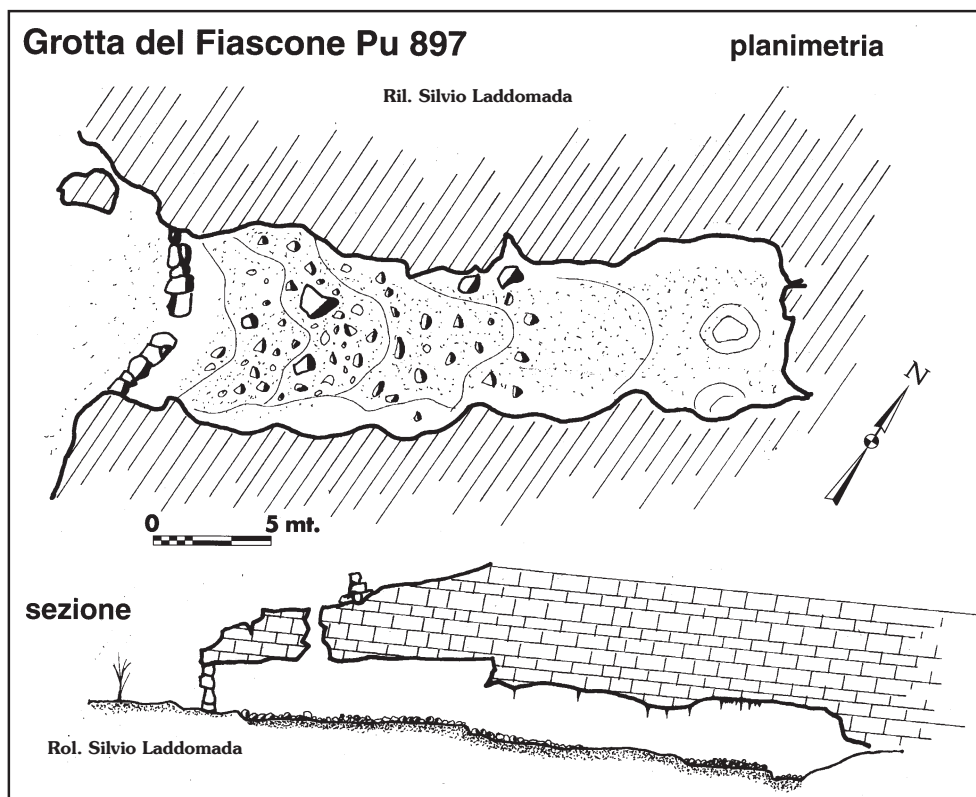 Grotta del Fiascone Pu 897
planimetria
Ril. Silvio Laddomada
N
0 5 mt.
sezione
Rol. Silvio Laddomada